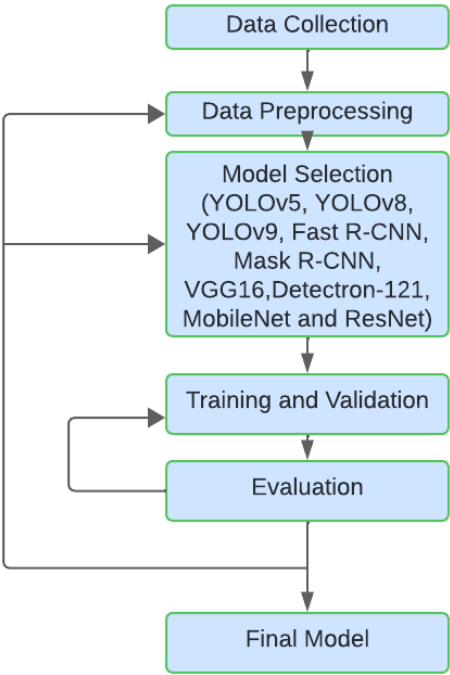 Data Collection
Data Preprocessing
Model Selection
(YOLOv5, YOLOv8,
YOLOv9, Fast R-CNN,
Mask R-CNN,
VGG16,Detectron-121,
MobileNet and ResNet)
Training and Validation
Evaluation
Final Model